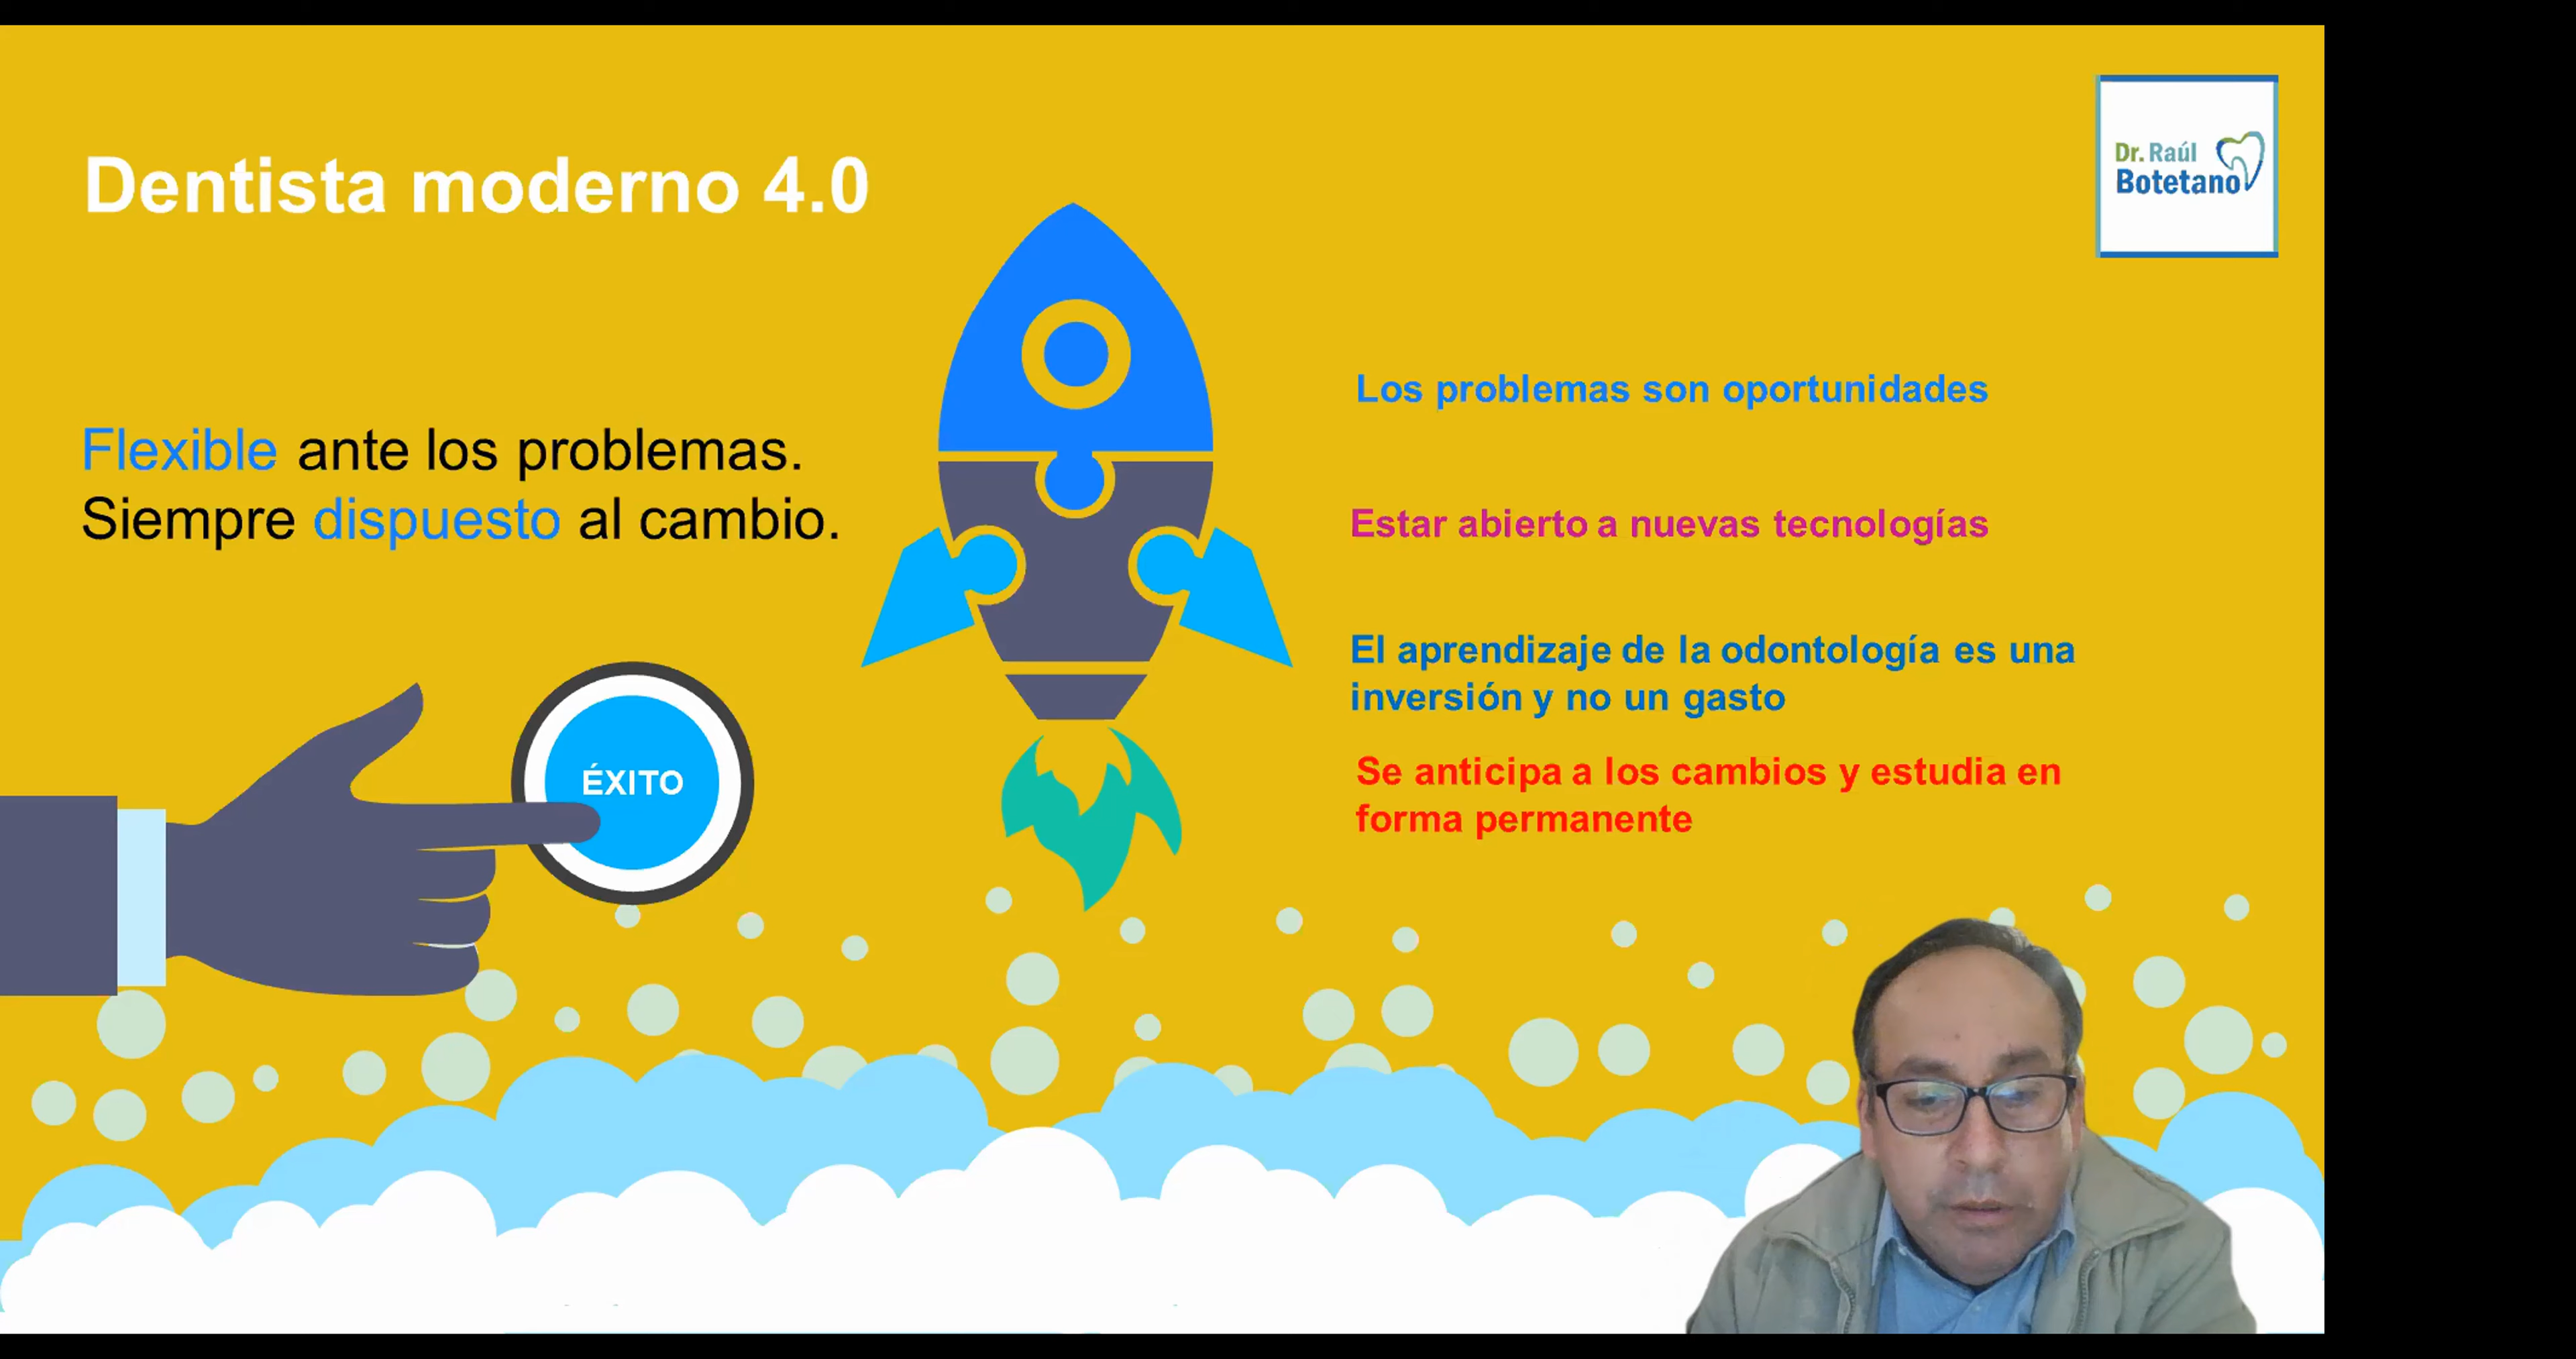 Dentista moderno 4.0
Dr. Raúl
Botetano
Flexible ante los problemas.
Siempre dispuesto al cambio.
ÉXITO
Los problemas son oportunidades
Estar abierto a nuevas tecnologías
El aprendizaje de la odontología es una
inversión y no un gasto
Se anticipa a los cambios y estudia en
forma permanente